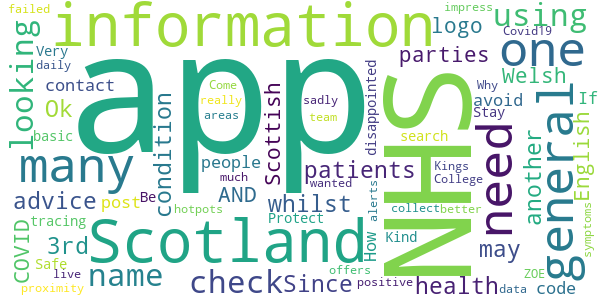 failed
impress
information
app
NHS
logo
Covid19
one
using
looking
Very
daily
parties
Welsh
Ok
contact
Come
really
areas
sadly
team
disappointed
Scottish
Why
avoid
Stay
If
basic
many
condition
people
much
wanted
patients
search
Kings
College
need
general
another
English
advice
post
Be
AND
hotpots
whilst
Protect
HOW
alerts
collect
better
Kind
may
symptoms
COVID
tracing
3rd
Scotland
Safe
live
name
proximity
check
Since
offers
positive
health
ZOE
data
code